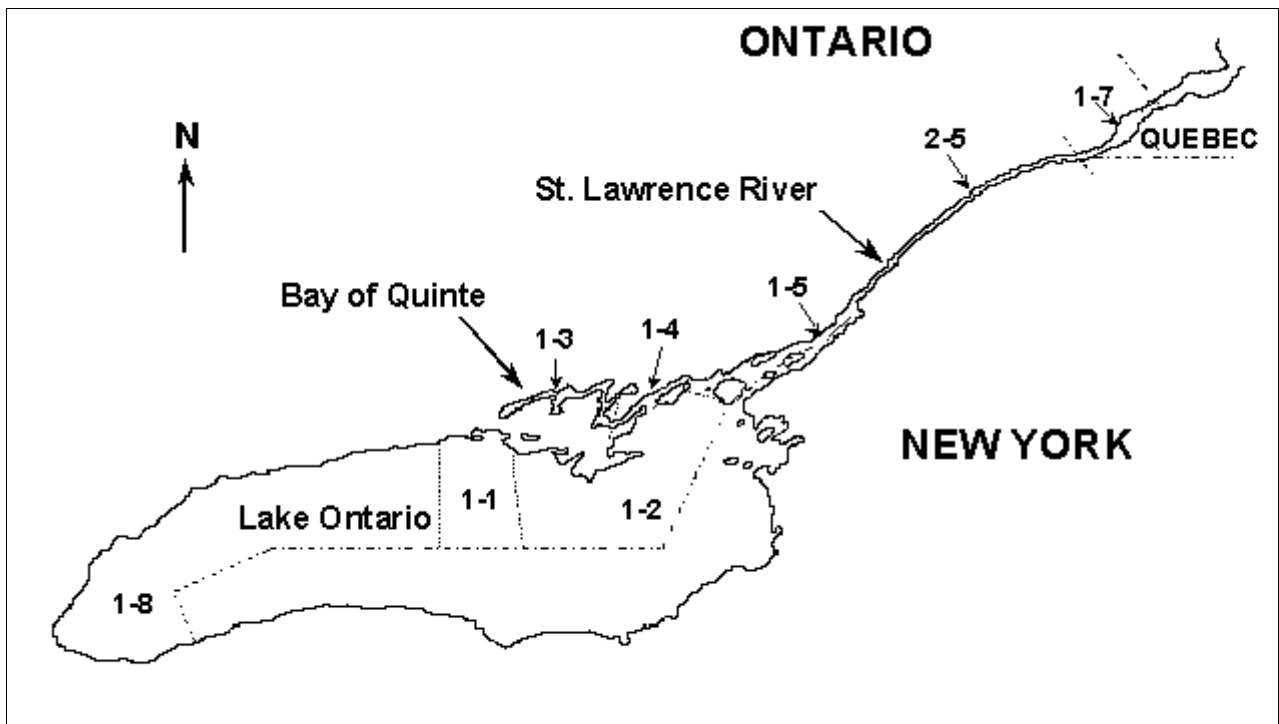 ONTARIO
1-7
N
2-5
QUEBEC
St. Lawrence River
Bay of Quinte
1-5
1-3
1-4
NEW YORK
1-1
1-2
Lake Ontario
1-8